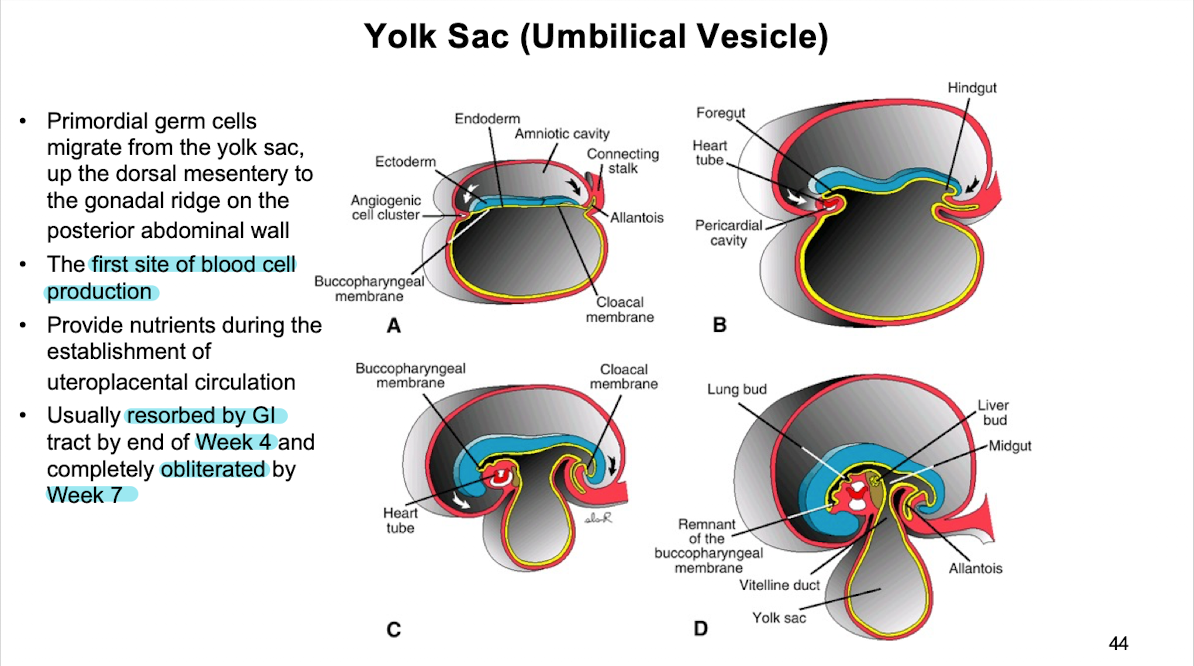 Yolk Sac (Umbilical Vesicle)
• Primordial germ cells
migrate from the yolk sac,
up the dorsal mesentery to
the gonadal ridge on the
posterior abdominal wall
• The first site of blood cell
production
• Provide nutrients during the
establishment of
uteroplacental circulation
• Usually resorbed by GI
tract by end of Week 4 and
completely obliterated by
Week 7
Endoderm
Amniotic cavity
Ectoderm
Connecting
stalk
Angiogenic
cell cluster
Allantois
Buccopharyngeal
membrane
Cloacal
membrane
A
Hindgut
Foregut
Heart
tube
Pericardial
cavity
B
Buccopharyngeal
membrane
Cloacal
membrane
Heart
tube
C
Lung bud
Liver
bud
Midgut
Remnant
of the
buccopharyngeal
membrane
Allantois
Vitelline duct
Yolk sac
D
44